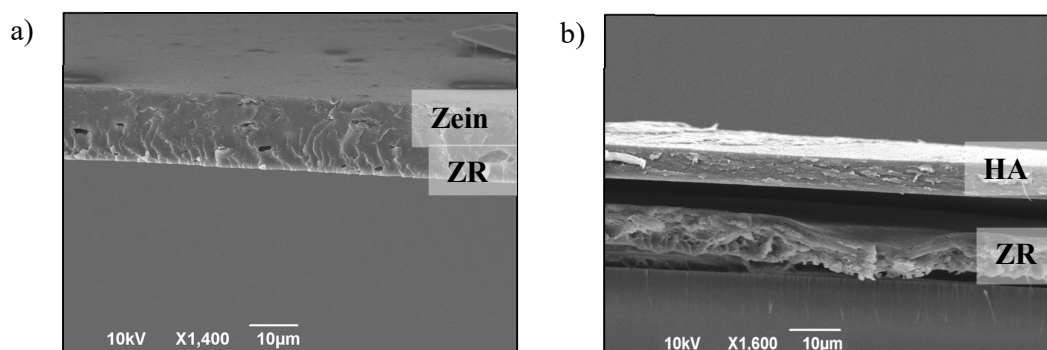 a)
Zein
ZR
10kV X1,400 10μm
b)
HA
ZR
10kV X1,600 10μm